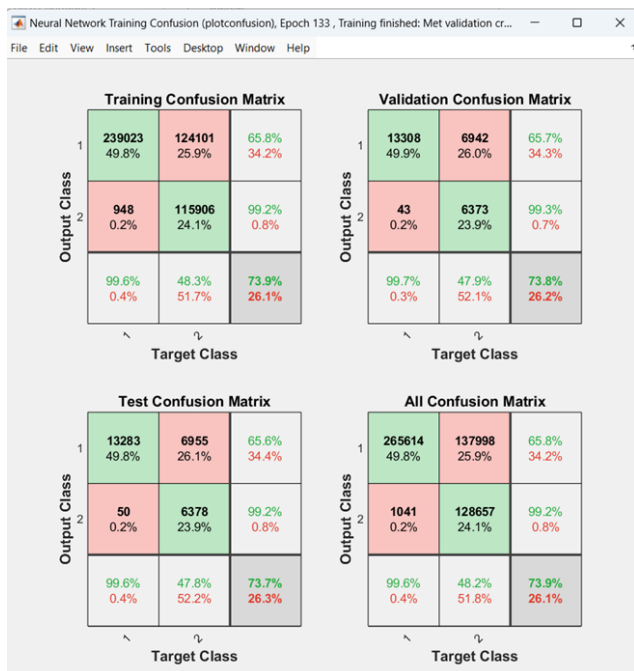 Neural Network Training Confusion (plotconfusion), Epoch 133 , Training finished: Met validation cr...
File Edit View Insert Tools Desktop Window Help
Training Confusion Matrix
1 239023 124101 65.8%
49.8% 25.9% 34.2%
2 948 115906 99.2%
0.2% 24.1% 0.8%
99.6% 48.3% 73.9%
0.4% 51.7% 26.1%
1 2
Output Class
Target Class
Validation Confusion Matrix
1 13308 6942 65.7%
49.9% 26.0% 34.3%
2 43 6373 99.3%
0.2% 23.9% 0.7%
99.7% 47.9% 73.8%
0.3% 52.1% 26.2%
1 2
Output Class
Target Class
Test Confusion Matrix
1 13283 6955 65.6%
49.8% 26.1% 34.4%
2 50 6378 99.2%
0.2% 23.9% 0.8%
99.6% 47.8% 73.7%
0.4% 52.2% 26.3%
1 2
Output Class
Target Class
All Confusion Matrix
1 265614 137998 65.8%
49.8% 25.9% 34.2%
2 1041 128657 99.2%
0.2% 24.1% 0.8%
99.6% 48.2% 73.9%
0.4% 51.8% 26.1%
1 2
Output Class
Target Class